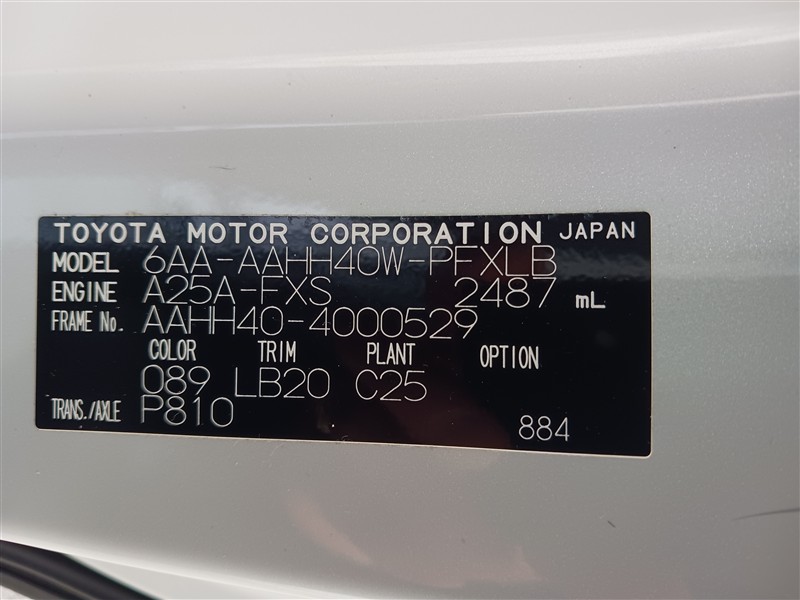 TOYOTA MOTOR CORPORATION JAPAN
MODEL 6AA-AAHH40W-PFXLB
ENGINE A25A-FXS 2487 mL
FRAME No. AAHH40-4000529
COLOR TRIM PLANT OPTION
089 LB20 C25
TRANS./AXLE P810
884